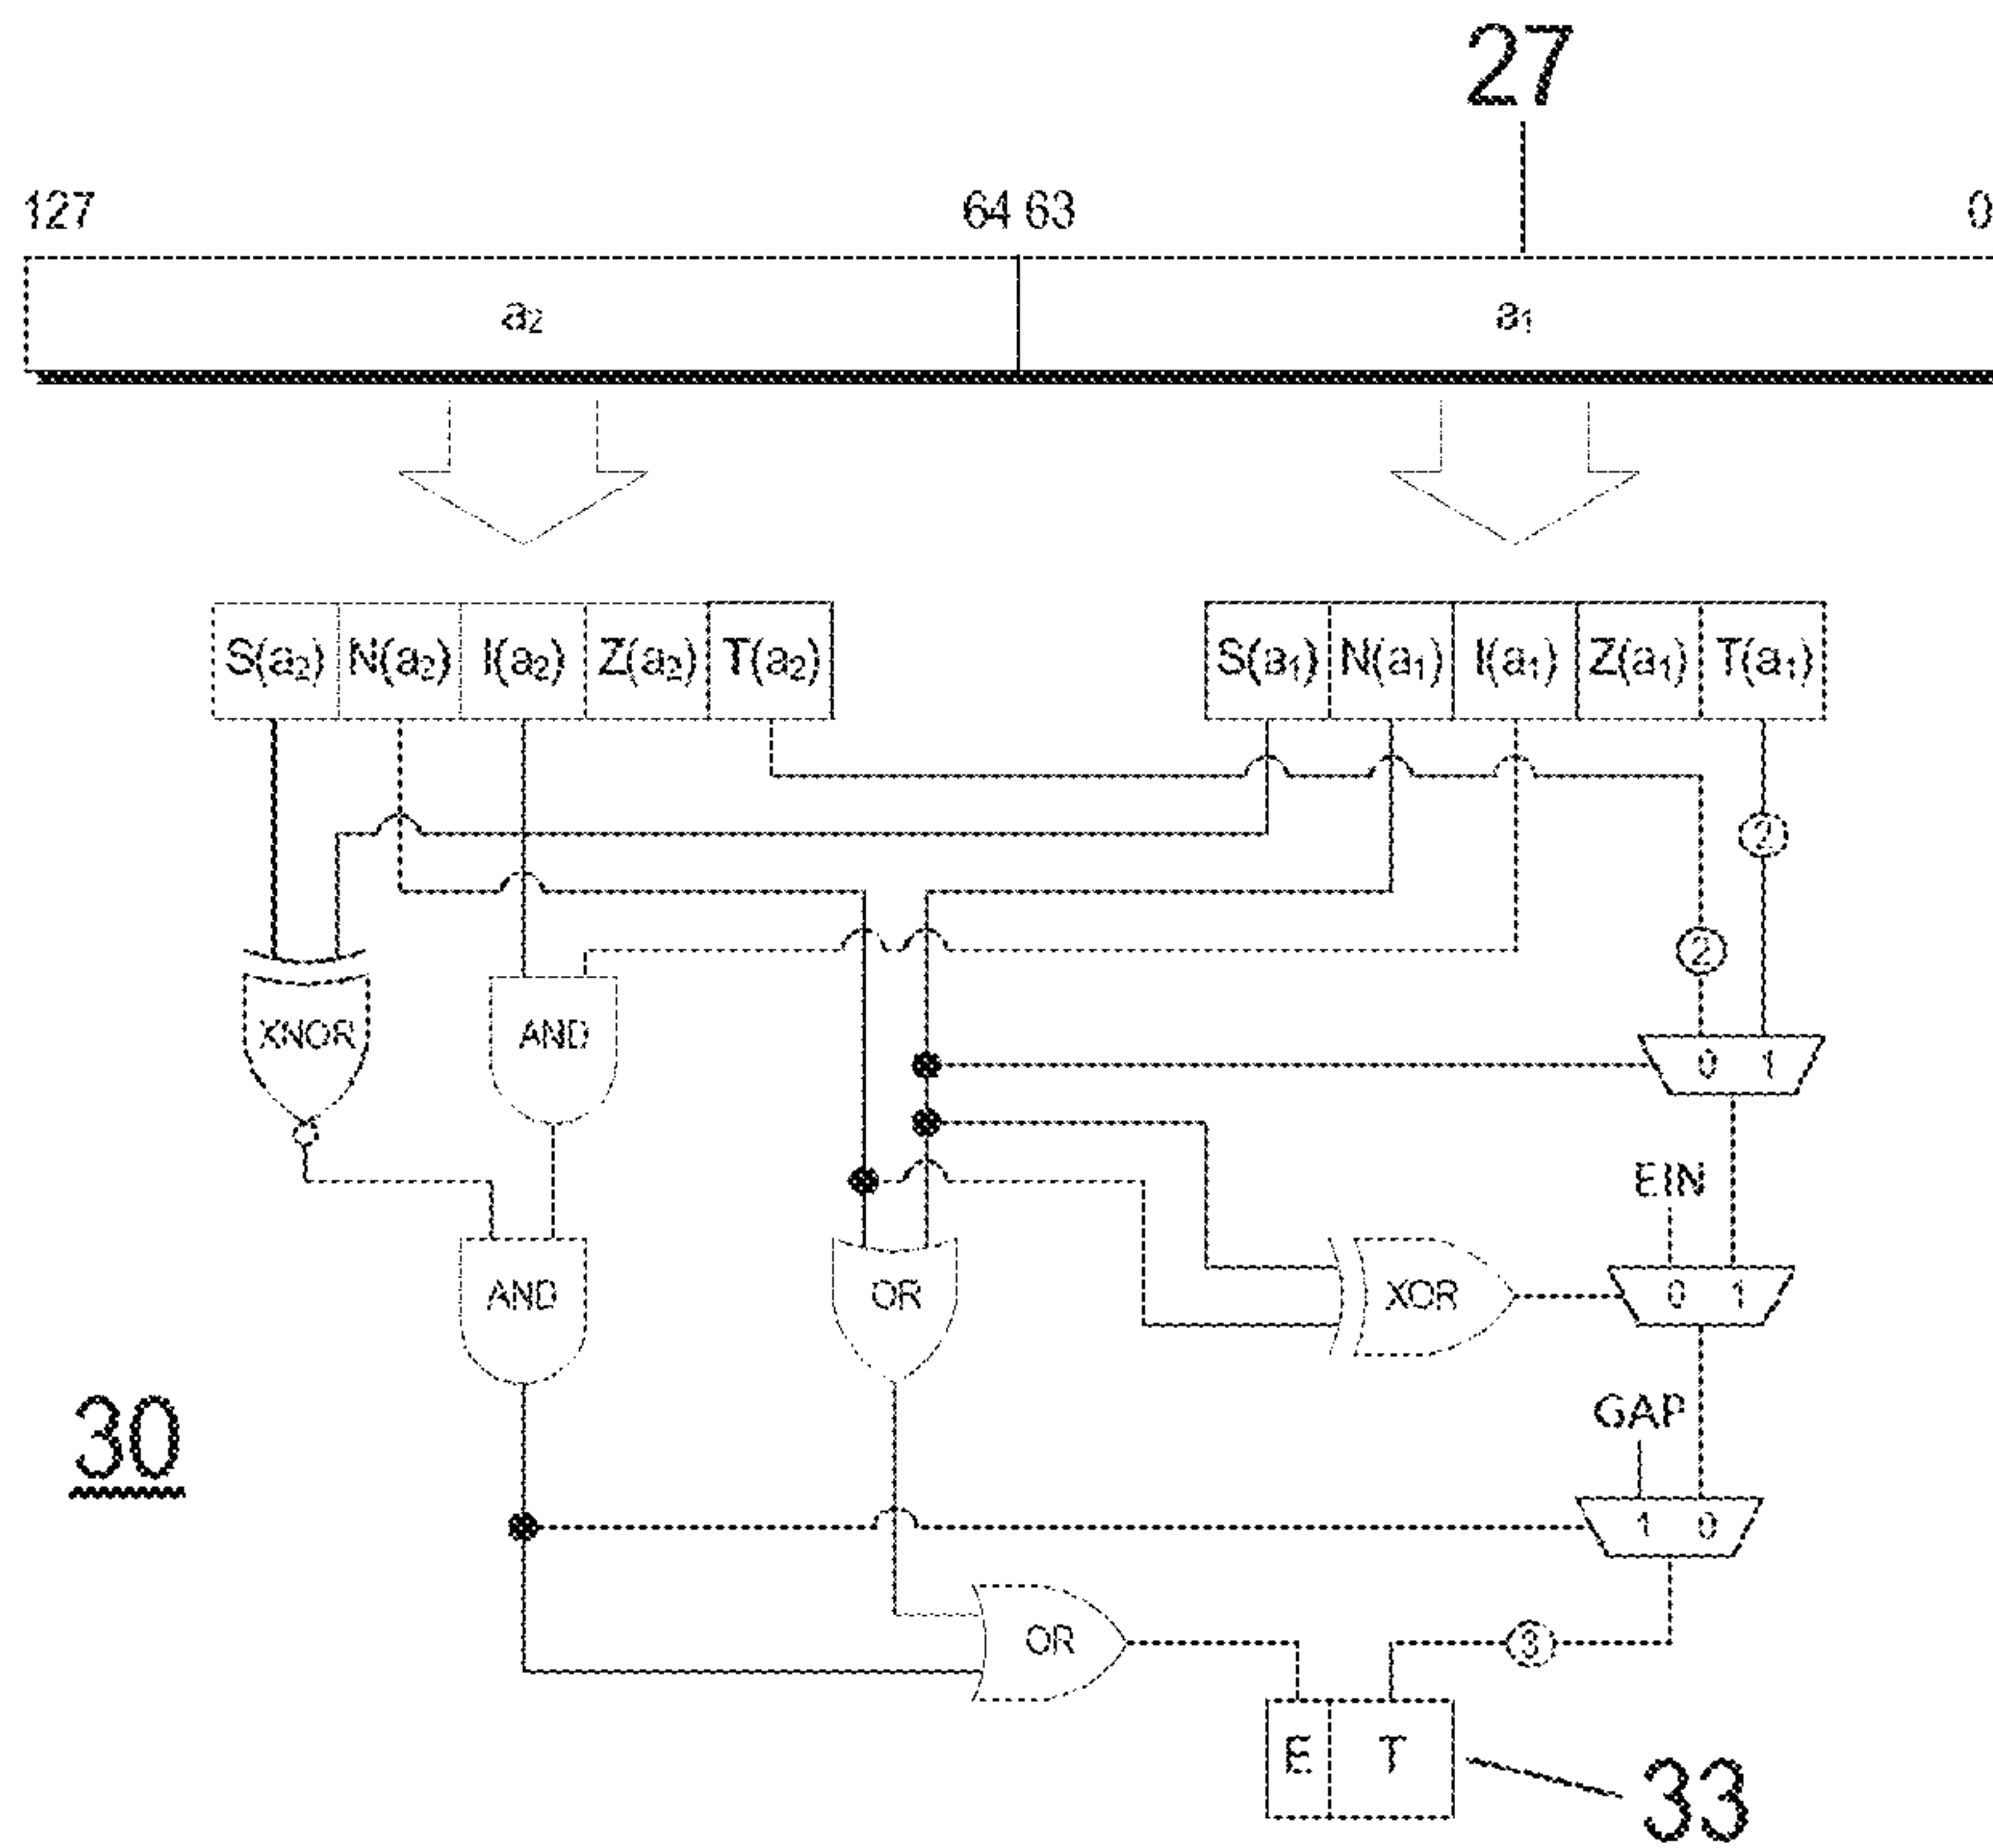 27
127 64 63 0
a₂ a₁
S(a₂) N(a₂) I(a₂) Z(a₂) T(a₂) S(a₁) N(a₁) I(a₁) Z(a₁) T(a₁)
2
2
XNOR AND 0 1
EIN
AND OR XOR 0 1
GAP
30
1 0
OR 3
E T
33